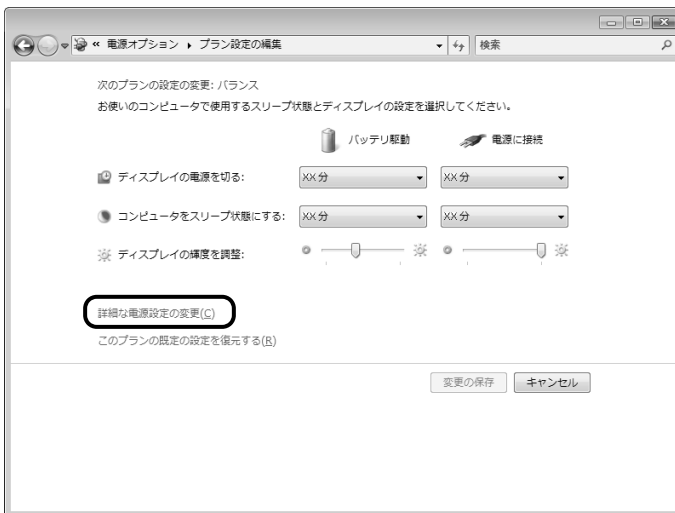 « 電源オプション ▸ プラン設定の編集
検索
次のプランの設定の変更: バランス
お使いのコンピュータで使用するスリープ状態とディスプレイの設定を選択してください。
バッテリ駆動 電源に接続
ディスプレイの電源を切る: XX分 XX分
コンピュータをスリープ状態にする: XX分 XX分
ディスプレイの輝度を調整:
詳細な電源設定の変更(C)
このプランの既定の設定を復元する(R)
変更の保存 キャンセル